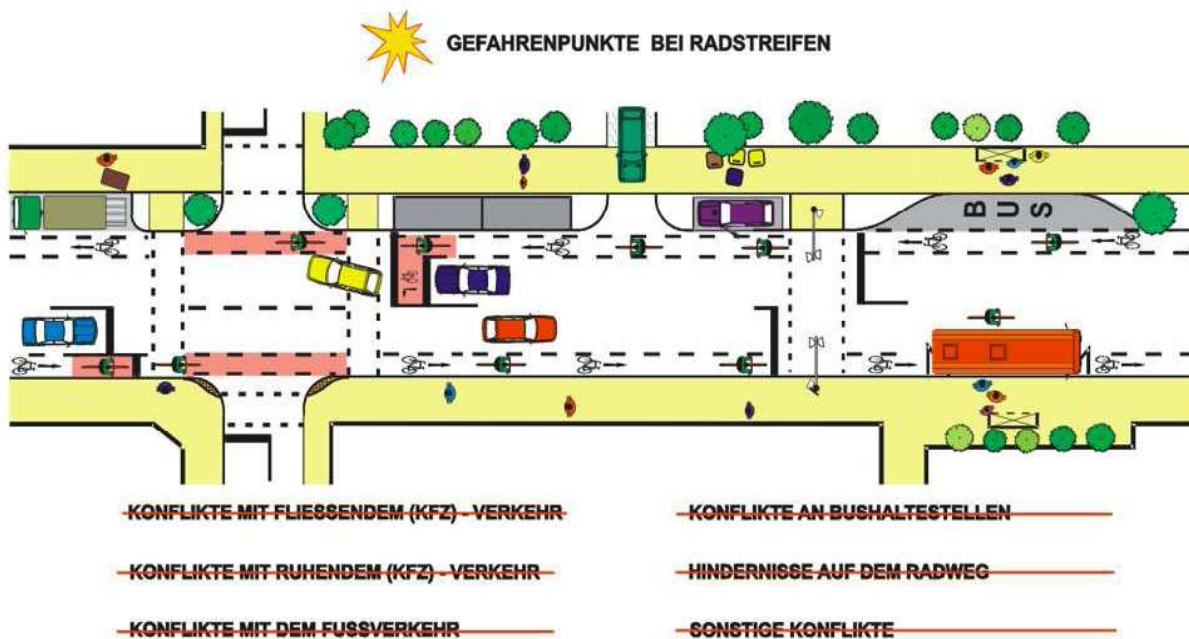 GEFAHRENPUNKTE BEI RADSTREIFEN
BUS
KONFLIKTE MIT FLIESSENDEM (KFZ) - VERKEHR
KONFLIKTE AN BUSHALTESTELLEN
KONFLIKTE MIT RUHENDEM (KFZ) - VERKEHR
HINDERNISSE AUF DEM RADWEG
KONFLIKTE MIT DEM FUSSVERKEHR
SONSTIGE KONFLIKTE